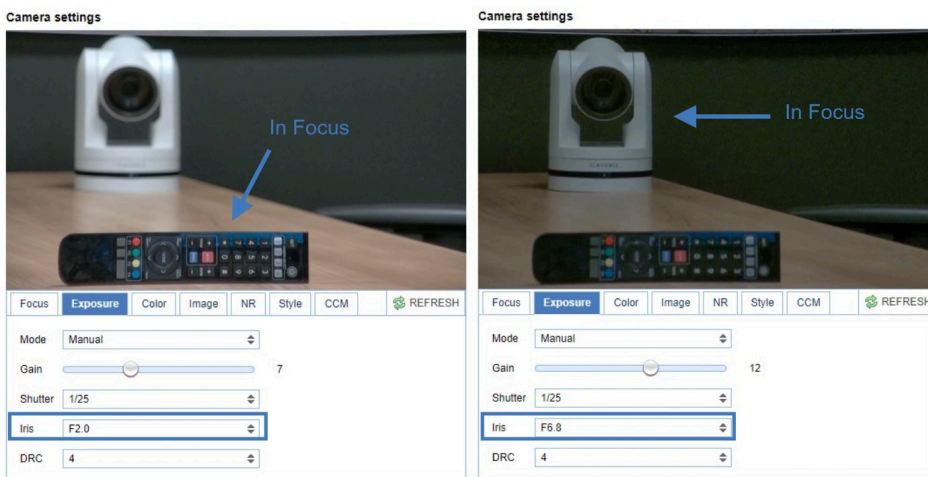 Camera settings
In Focus
Focus Exposure Color Image NR Style CCM REFRESH
Mode Manual
Gain 7
Shutter 1/25
Iris F2.0
DRC 4
Camera settings
In Focus
Focus Exposure Color Image NR Style CCM REFRESH
Mode Manual
Gain 12
Shutter 1/25
Iris F6.8
DRC 4